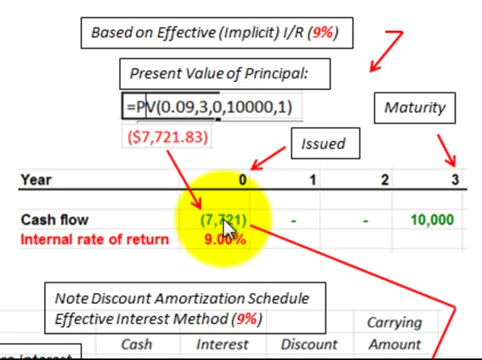 Based on Effective (Implicit) I/R (9%)
Present Value of Principal:
=PV(0.09,3,0,10000,1)
($7,721.83)
Maturity
Issued
Year 0 1 2 3
Cash flow (7,721) - - 10,000
Internal rate of return 9.00%
Note Discount Amortization Schedule
Effective Interest Method (9%)
Carrying
Cash Interest Discount Amount
Interest